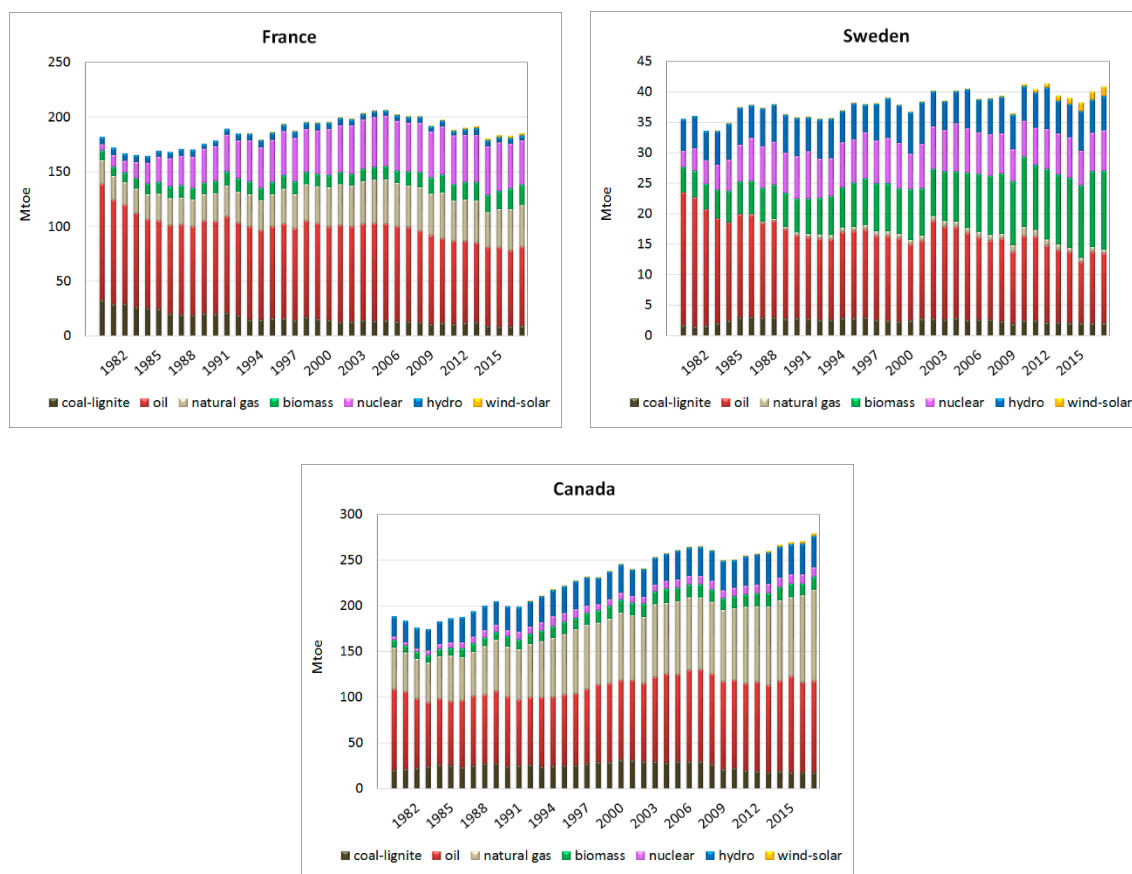 France
250
200
150
100
50
0
Mtoe
1982 1985 1988 1991 1994 1997 2000 2003 2006 2009 2012 2015
coal-lignite oil natural gas biomass nuclear hydro wind-solar
Sweden
45
40
35
30
25
20
15
10
5
0
1982 1985 1988 1991 1994 1997 2000 2003 2006 2009 2012 2015
coal-lignite oil natural gas biomass nuclear hydro wind-solar
Canada
300
250
200
150
100
50
0
Mtoe
1982 1985 1988 1991 1994 1997 2000 2003 2006 2009 2012 2015
coal-lignite oil natural gas biomass nuclear hydro wind-solar